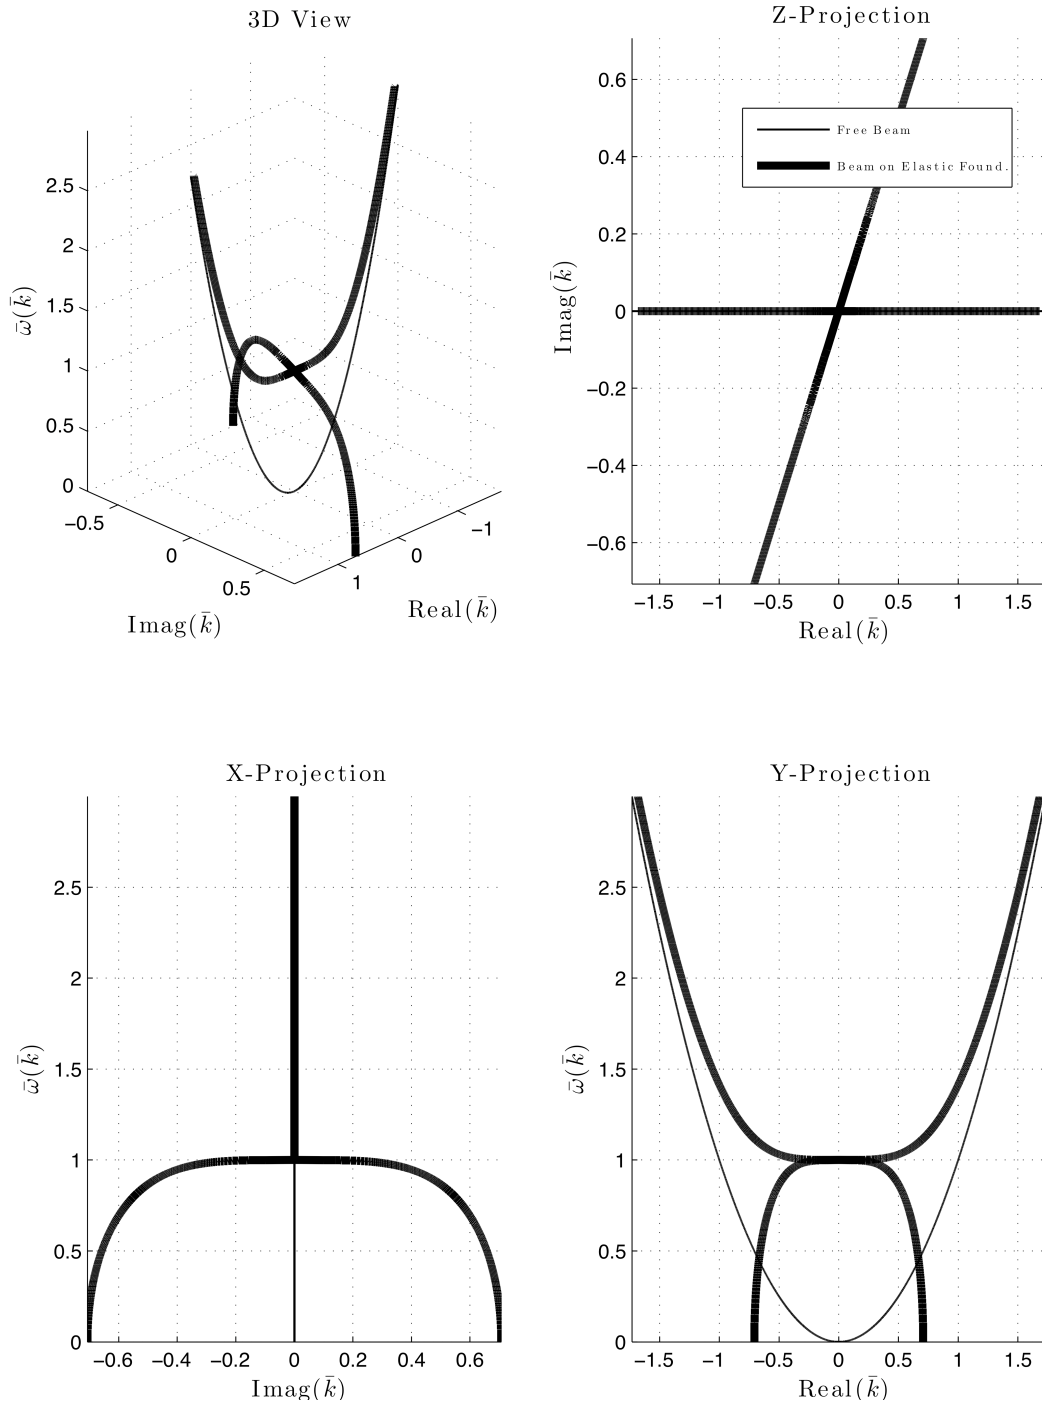 3D View
2.5
2
1.5
1
0.5
0
ω̄(k̄)
−0.5
0
0.5
Imag(k̄)
1
0
−1
Real(k̄)
Z-Projection
Free Beam
Beam on Elastic Found.
0.6
0.4
0.2
0
−0.2
−0.4
−0.6
Imag(k̄)
−1.5 −1 −0.5 0 0.5 1 1.5
Real(k̄)
X-Projection
2.5
2
1.5
1
0.5
0
ω̄(k̄)
−0.6 −0.4 −0.2 0 0.2 0.4 0.6
Imag(k̄)
Y-Projection
2.5
2
1.5
1
0.5
0
ω̄(k̄)
−1.5 −1 −0.5 0 0.5 1 1.5
Real(k̄)